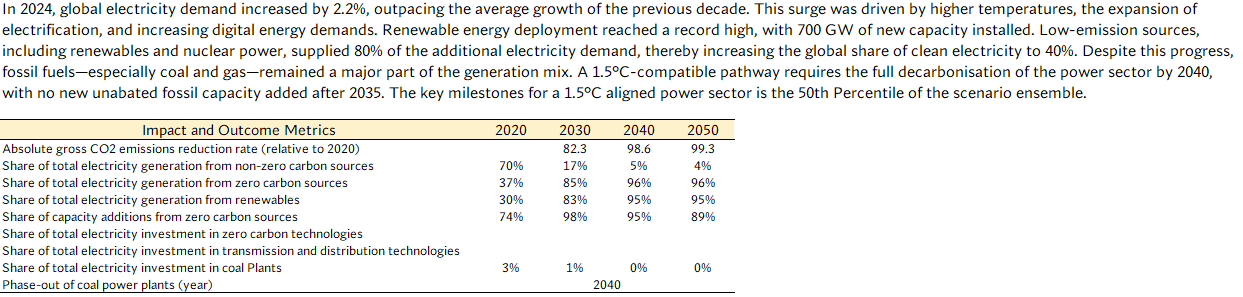 In 2024, global electricity demand increased by 2.2%, outpacing the average growth of the previous decade. This surge was driven by higher temperatures, the expansion of
electrification, and increasing digital energy demands. Renewable energy deployment reached a record high, with 700 GW of new capacity installed. Low-emission sources,
including renewables and nuclear power, supplied 80% of the additional electricity demand, thereby increasing the global share of clean electricity to 40%. Despite this progress,
fossil fuels—especially coal and gas—remained a major part of the generation mix. A 1.5°C-compatible pathway requires the full decarbonisation of the power sector by 2040,
with no new unabated fossil capacity added after 2035. The key milestones for a 1.5°C aligned power sector is the 50th Percentile of the scenario ensemble.
Impact and Outcome Metrics 2020 2030 2040 2050
Absolute gross CO2 emissions reduction rate (relative to 2020) 82.3 98.6 99.3
Share of total electricity generation from non-zero carbon sources 70% 17% 5% 4%
Share of total electricity generation from zero carbon sources 37% 85% 96% 96%
Share of total electricity generation from renewables 30% 83% 95% 95%
Share of capacity additions from zero carbon sources 74% 98% 95% 89%
Share of total electricity investment in zero carbon technologies
Share of total electricity investment in transmission and distribution technologies
Share of total electricity investment in coal Plants 3% 1% 0% 0%
Phase-out of coal power plants (year) 2040